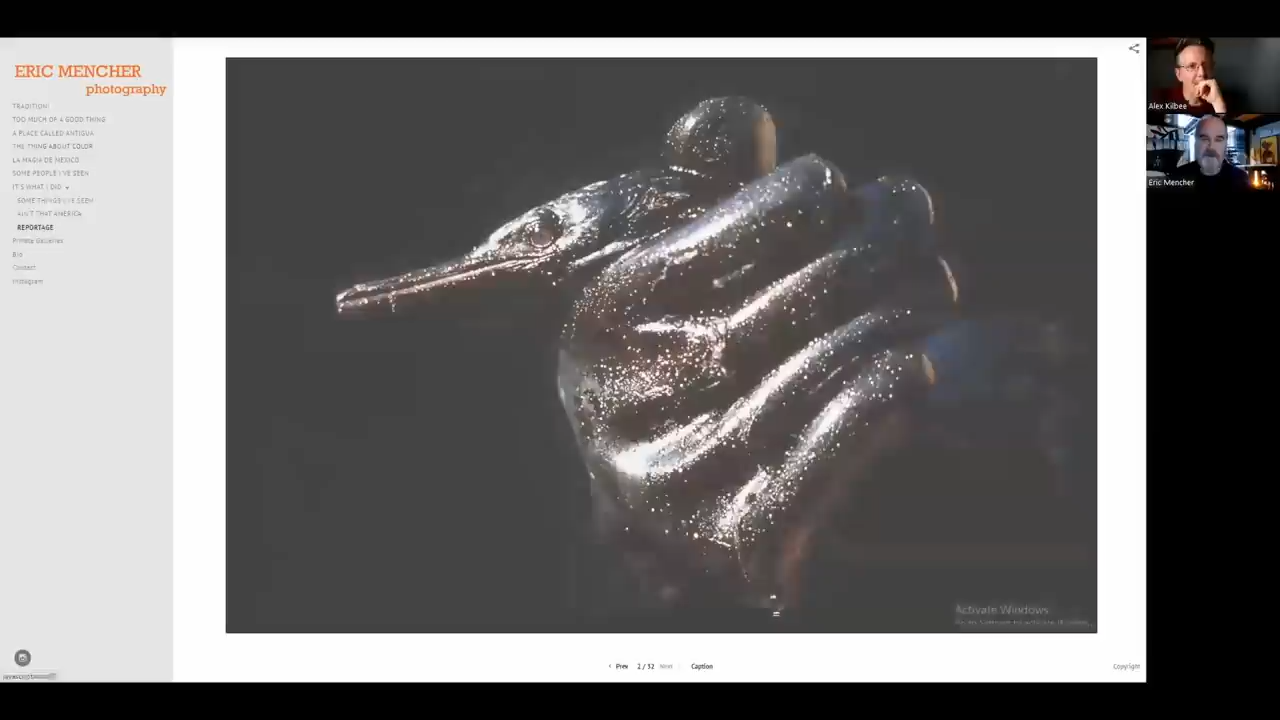 ERIC MENCHER
photography
TRADITION
TOO MUCH OF A GOOD THING
A PLACE CALLED ANTIGUA
THE THING ABOUT COLOR
LA MAGIA DE MEXICO
SOME PEOPLE I'VE SEEN
IT'S WHAT I DID
SOME THINGS I'VE SEEN
AIN'T THAT AMERICA
REPORTAGE
Private Galleries
Bio
Contact
Instagram
Alex Kilbee
Eric Mencher
Activate Windows
‹ Prev 2 / 32 Next Caption
Copyright